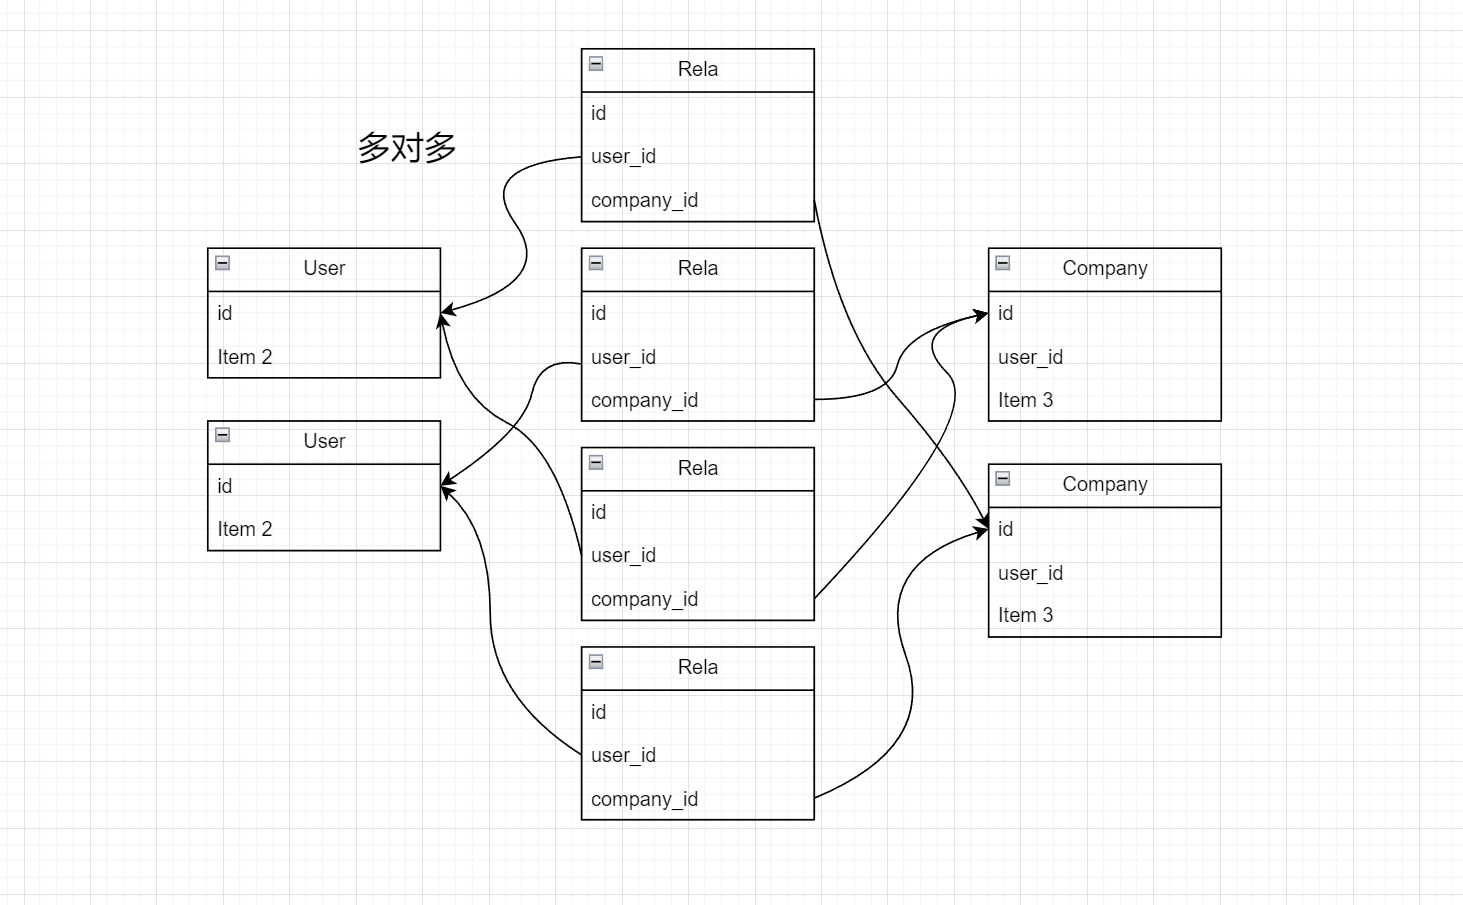 多对多
Rela
id
user_id
company_id
User
id
Item 2
Rela
id
user_id
company_id
Company
id
user_id
Item 3
User
id
Item 2
Rela
id
user_id
company_id
Company
id
user_id
Item 3
Rela
id
user_id
company_id